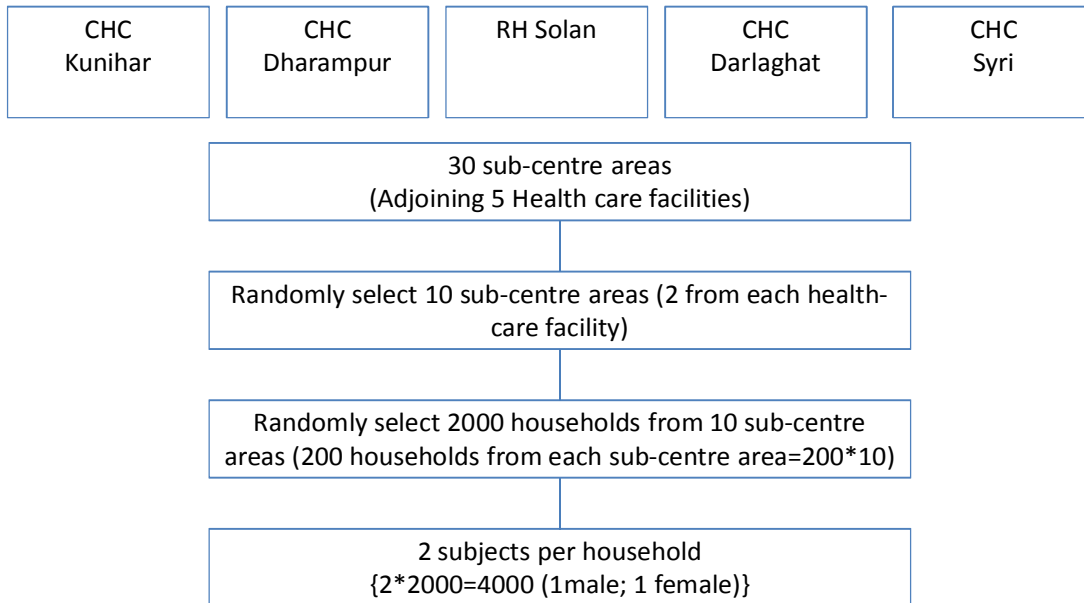 CHC
Kunihar
CHC
Dharampur
RH Solan
CHC
Darlaghat
CHC
Syri
30 sub-centre areas
(Adjoining 5 Health care facilities)
Randomly select 10 sub-centre areas (2 from each health-
care facility)
Randomly select 2000 households from 10 sub-centre
areas (200 households from each sub-centre area=200*10)
2 subjects per household
{2*2000=4000 (1male; 1 female)}